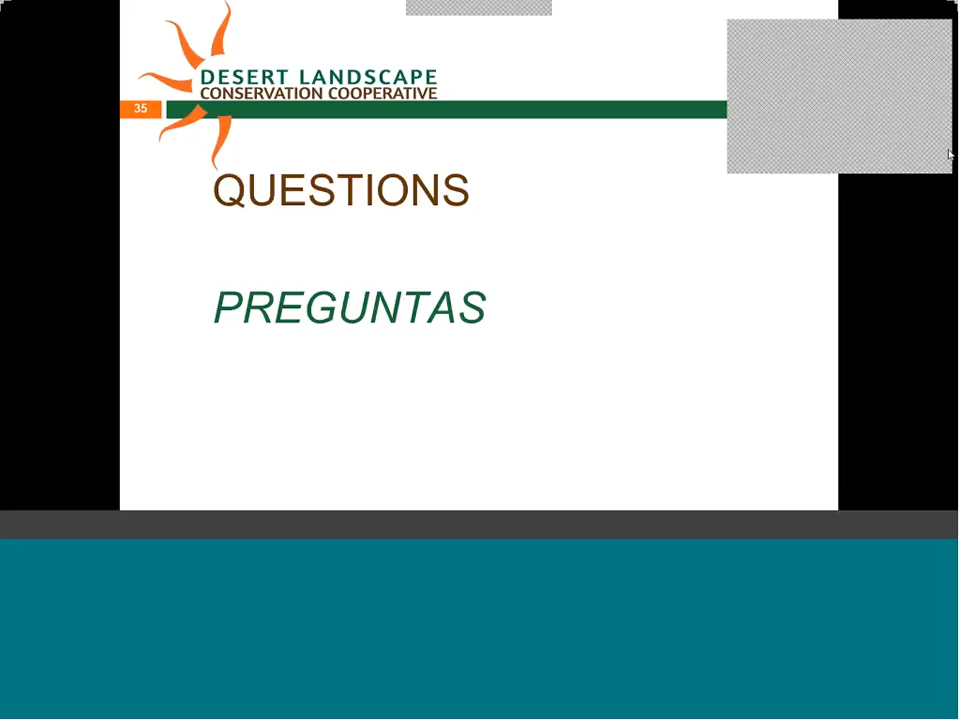 DESERT LANDSCAPE
CONSERVATION COOPERATIVE
35
QUESTIONS
PREGUNTAS